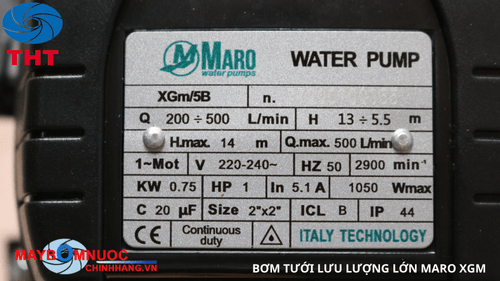 THT
MARO
water pumps
WATER PUMP
XGm/5B n.
Q 200 ÷ 500 L/min H 13 ÷ 5.5 m
H.max. 14 m Q.max. 500 L/min
1~Mot V 220-240~ HZ 50 2900 min⁻¹
KW 0.75 HP 1 In 5.1 A 1050 Wmax
C 20 µF Size 2"x2" ICL B IP 44
CE Continuous duty ITALY TECHNOLOGY
MAYBOMNUOC
CHINHHANG.VN
BƠM TƯỚI LƯU LƯỢNG LỚN MARO XGM